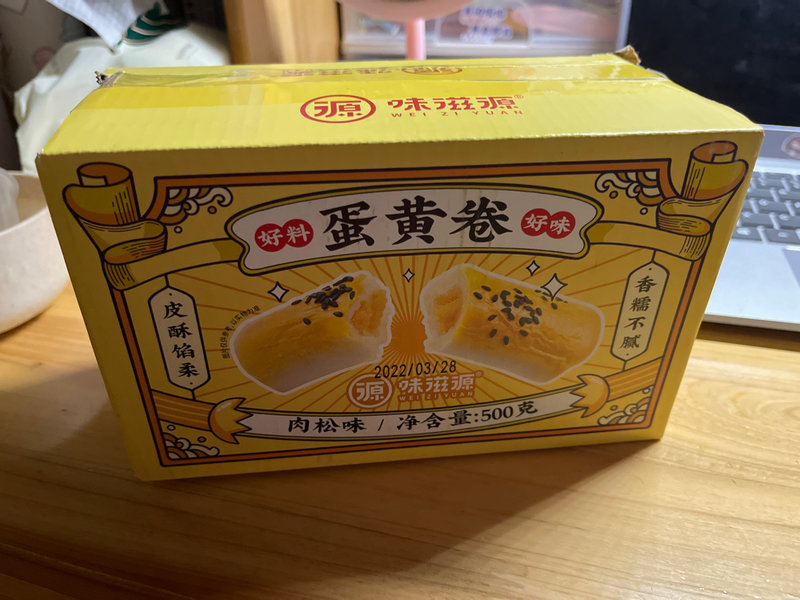 源 味滋源®
WEI ZI YUAN
好料 蛋黄卷 好味
皮酥馅柔
香糯不腻
2022/03/28
源 味滋源®
WEI ZI YUAN
肉松味 / 净含量:500克